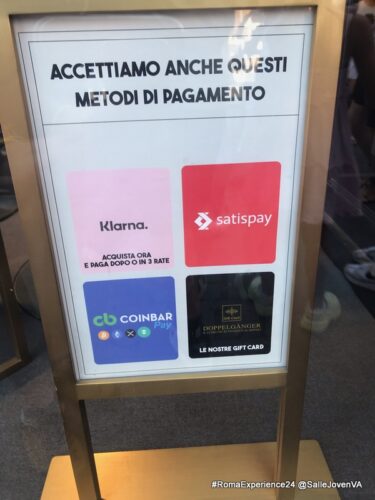 ACCETTIAMO ANCHE QUESTI
METODI DI PAGAMENTO
Klarna.
ACQUISTA ORA
E PAGA DOPO O IN 3 RATE
satispay
cb COINBAR
Pay
DOPPELGÄNGER
LE NOSTRE GIFT CARD
#RomaExperience24 @SalleJovenVA